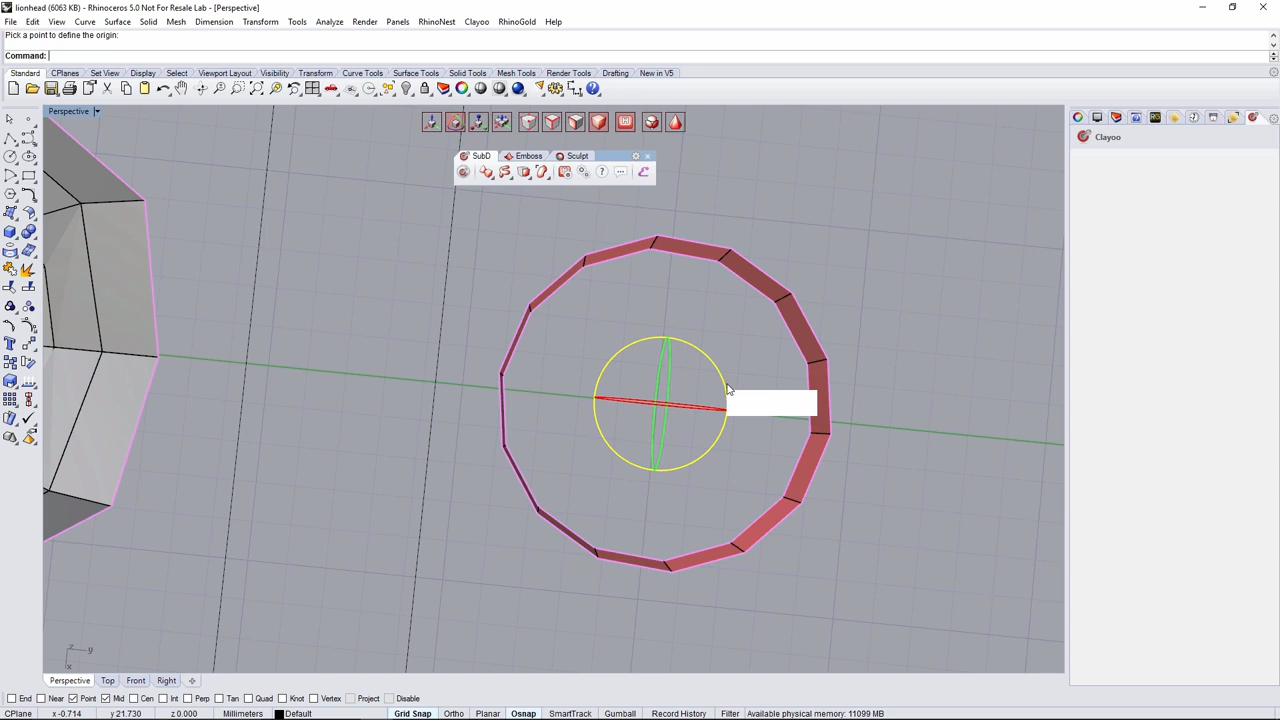 lionhead (6063 KB) - Rhinoceros 5.0 Not For Resale Lab - [Perspective]
File Edit View Curve Surface Solid Mesh Dimension Transform Tools Analyze Render Panels RhinoNest Clayoo RhinoGold Help
Pick a point to define the origin:
Command:
Standard CPlanes Set View Display Select Viewport Layout Visibility Transform Curve Tools Surface Tools Solid Tools Mesh Tools Render Tools Drafting New in V5
Perspective
Clayoo
SubD Emboss Sculpt
z y
x
Perspective Top Front Right
End Near Point Mid Cen Int Perp Tan Quad Knot Vertex Project Disable
CPlane x -0.714 y 21.730 z 0.000 Millimeters Default Grid Snap Ortho Planar Osnap SmartTrack Gumball Record History Filter Available physical memory: 11099 MB